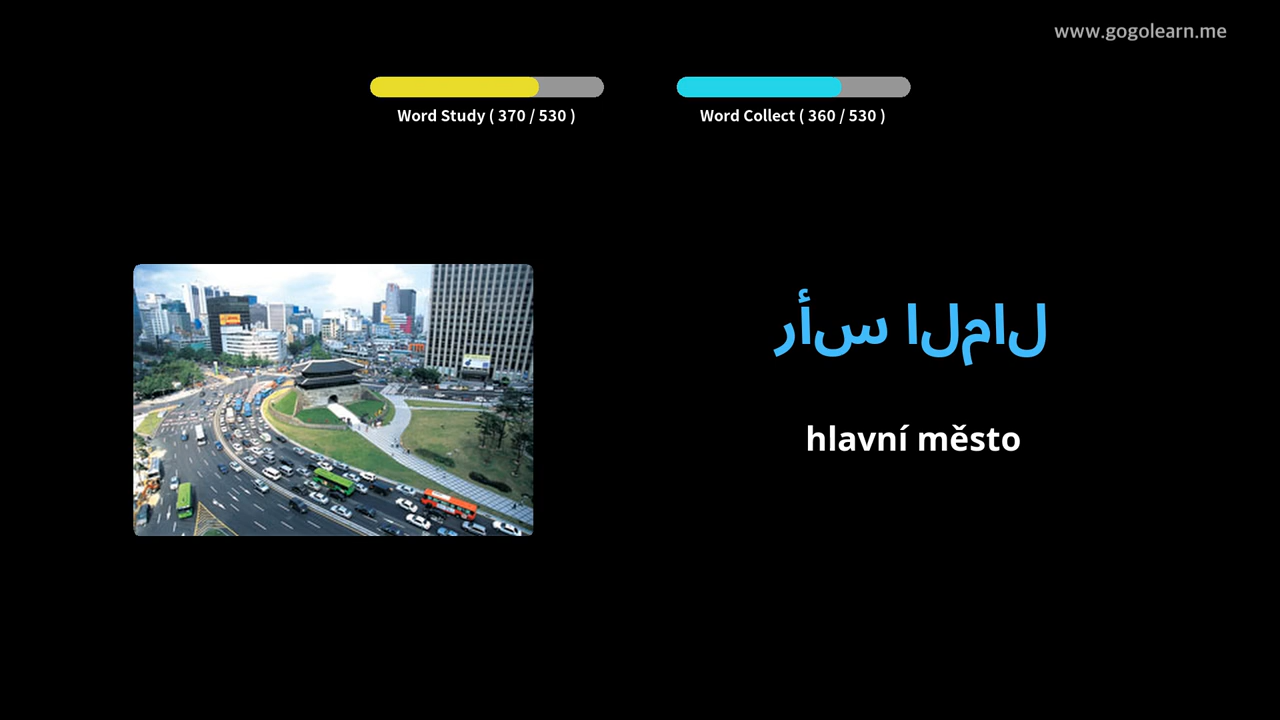 www.gogolearn.me
Word Study ( 370 / 530 )
Word Collect ( 360 / 530 )
رأس المال
hlavní město